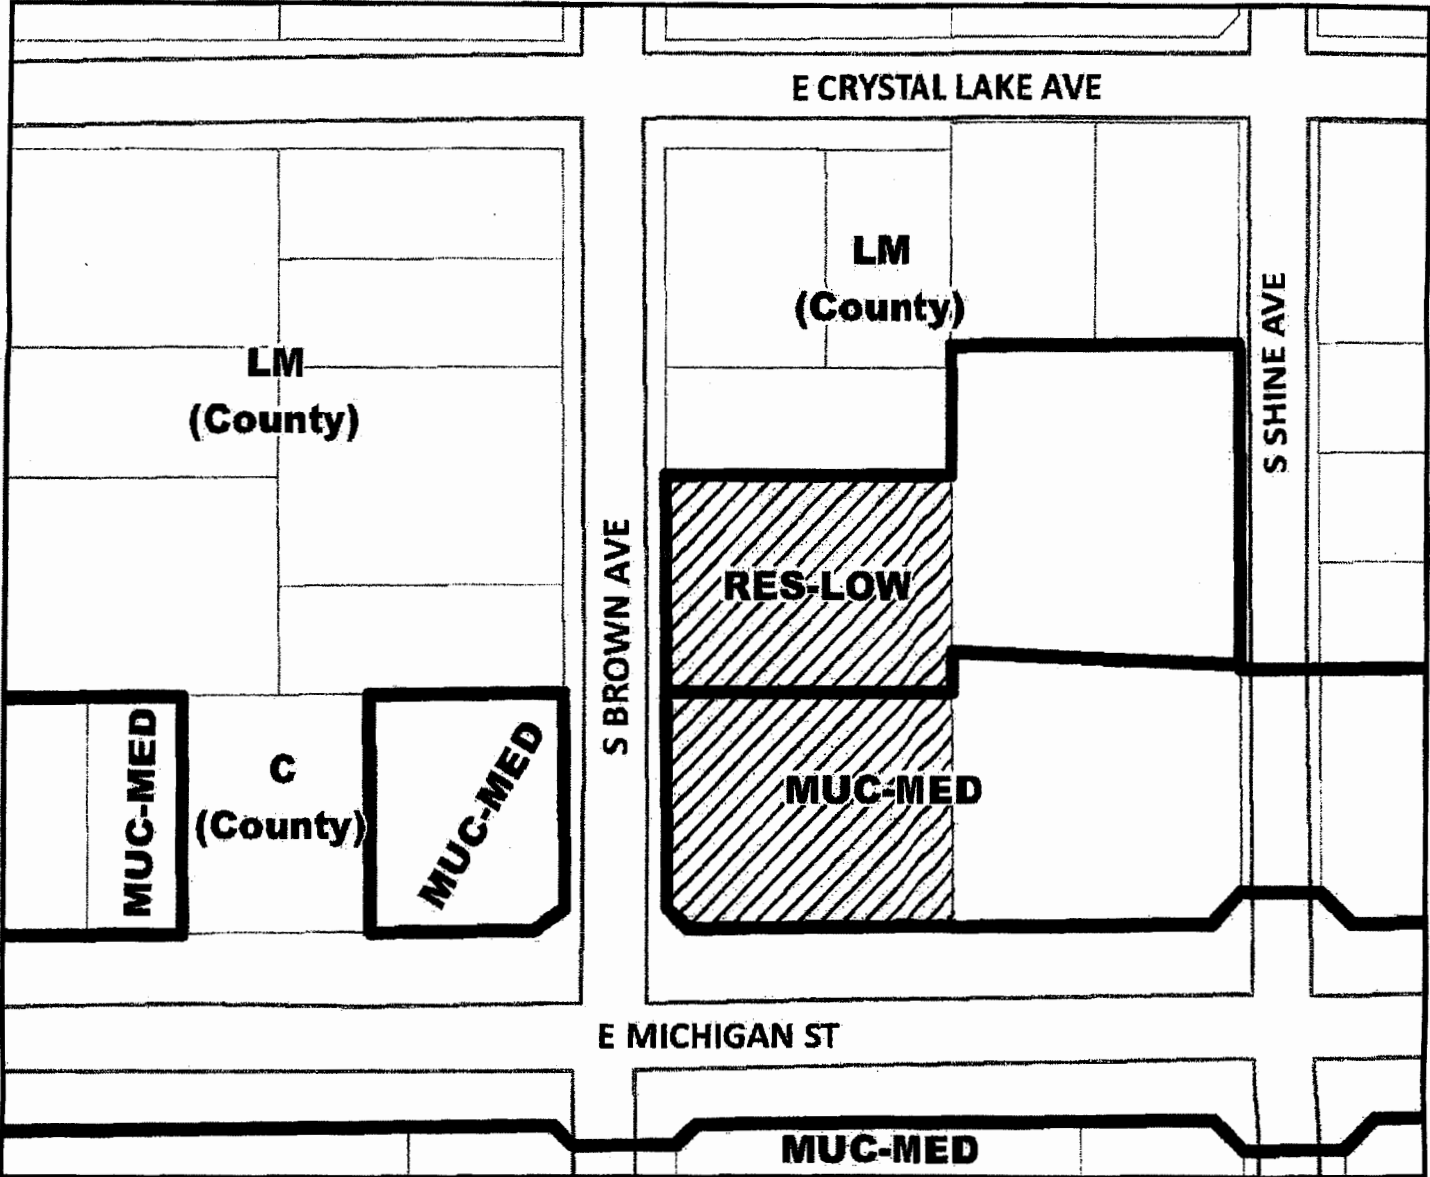 E CRYSTAL LAKE AVE
LM
(County)
S SHINE AVE
LM
(County)
S BROWN AVE
RES-LOW
MUC-MED
C
(County)
MUC-MED
MUC-MED
E MICHIGAN ST
MUC-MED